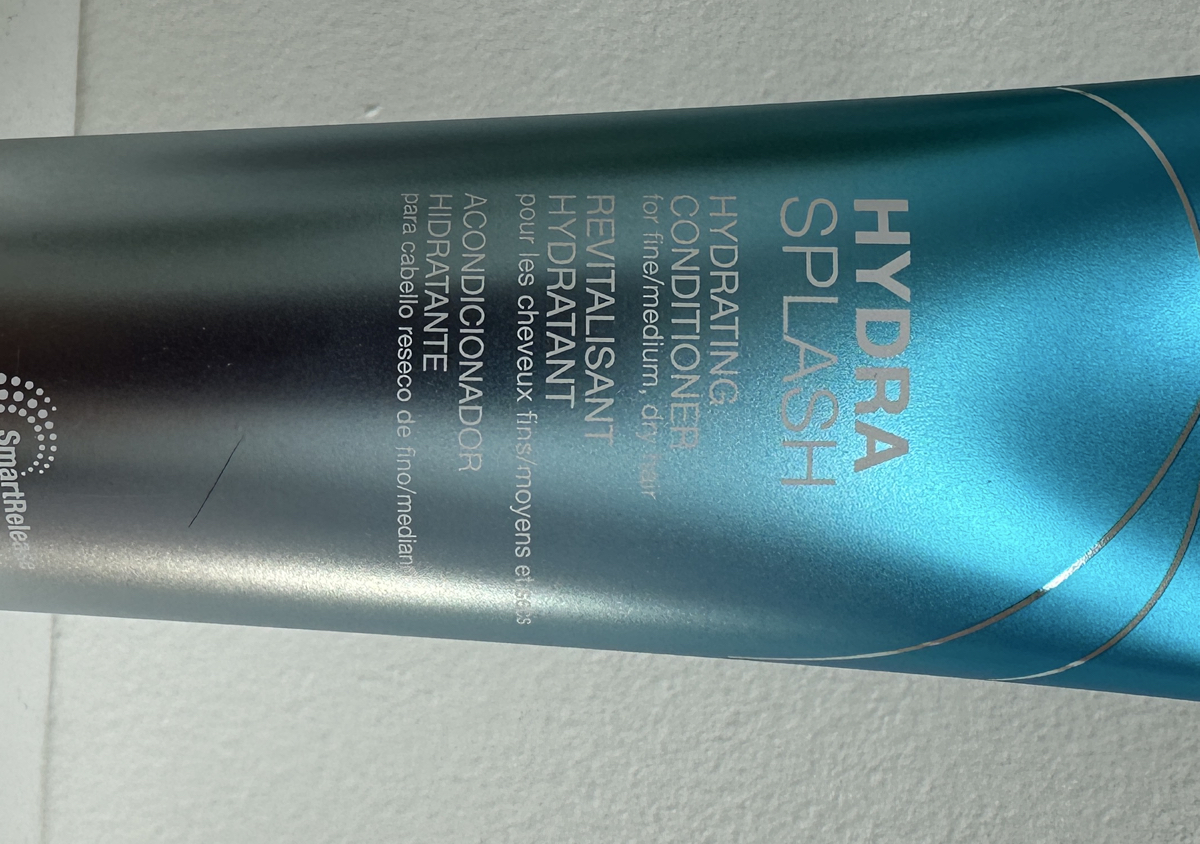 HYDRA
SPLASH
HYDRATING
CONDITIONER
for fine/medium, dry hair
REVITALISANT
HYDRATANT
pour les cheveux fins/moyens et secs
ACONDICIONADOR
HIDRATANTE
para cabello reseco de fino/mediano
SmartRelease